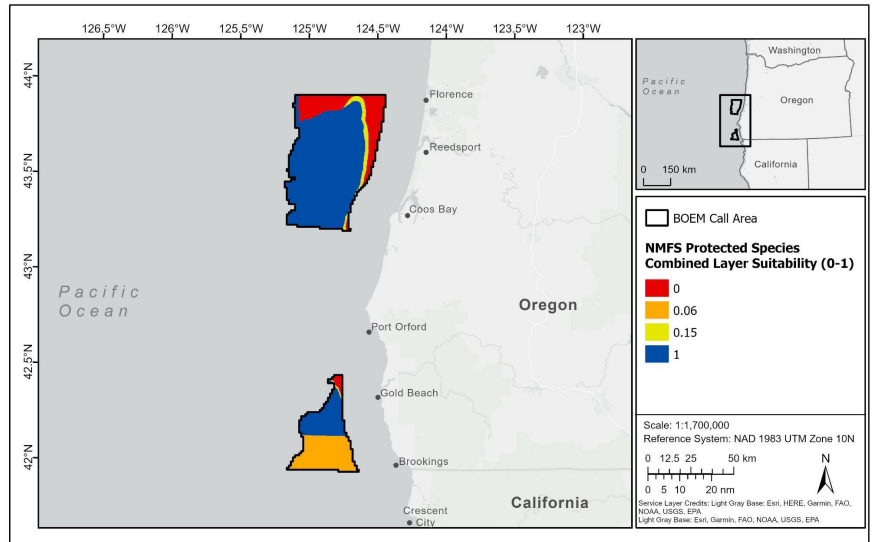 126.5°W 126°W 125.5°W 125°W 124.5°W 124°W 123.5°W 123°W
44°N
43.5°N
43°N
42.5°N
42°N
Florence
Reedsport
Coos Bay
Pacific
Ocean
Oregon
Port Orford
Gold Beach
Brookings
California
Crescent
City
Washington
Pacific
Ocean
Oregon
California
0 150 km
BOEM Call Area
NMFS Protected Species
Combined Layer Suitability (0-1)
0
0.06
0.15
1
Scale: 1:1,700,000
Reference System: NAD 1983 UTM Zone 10N
0 12.5 25 50 km
0 5 10 20 nm
N
Service Layer Credits: Light Gray Base: Esri, HERE, Garmin, FAO,
NOAA, USGS, EPA
Light Gray Base: Esri, Garmin, FAO, NOAA, USGS, EPA